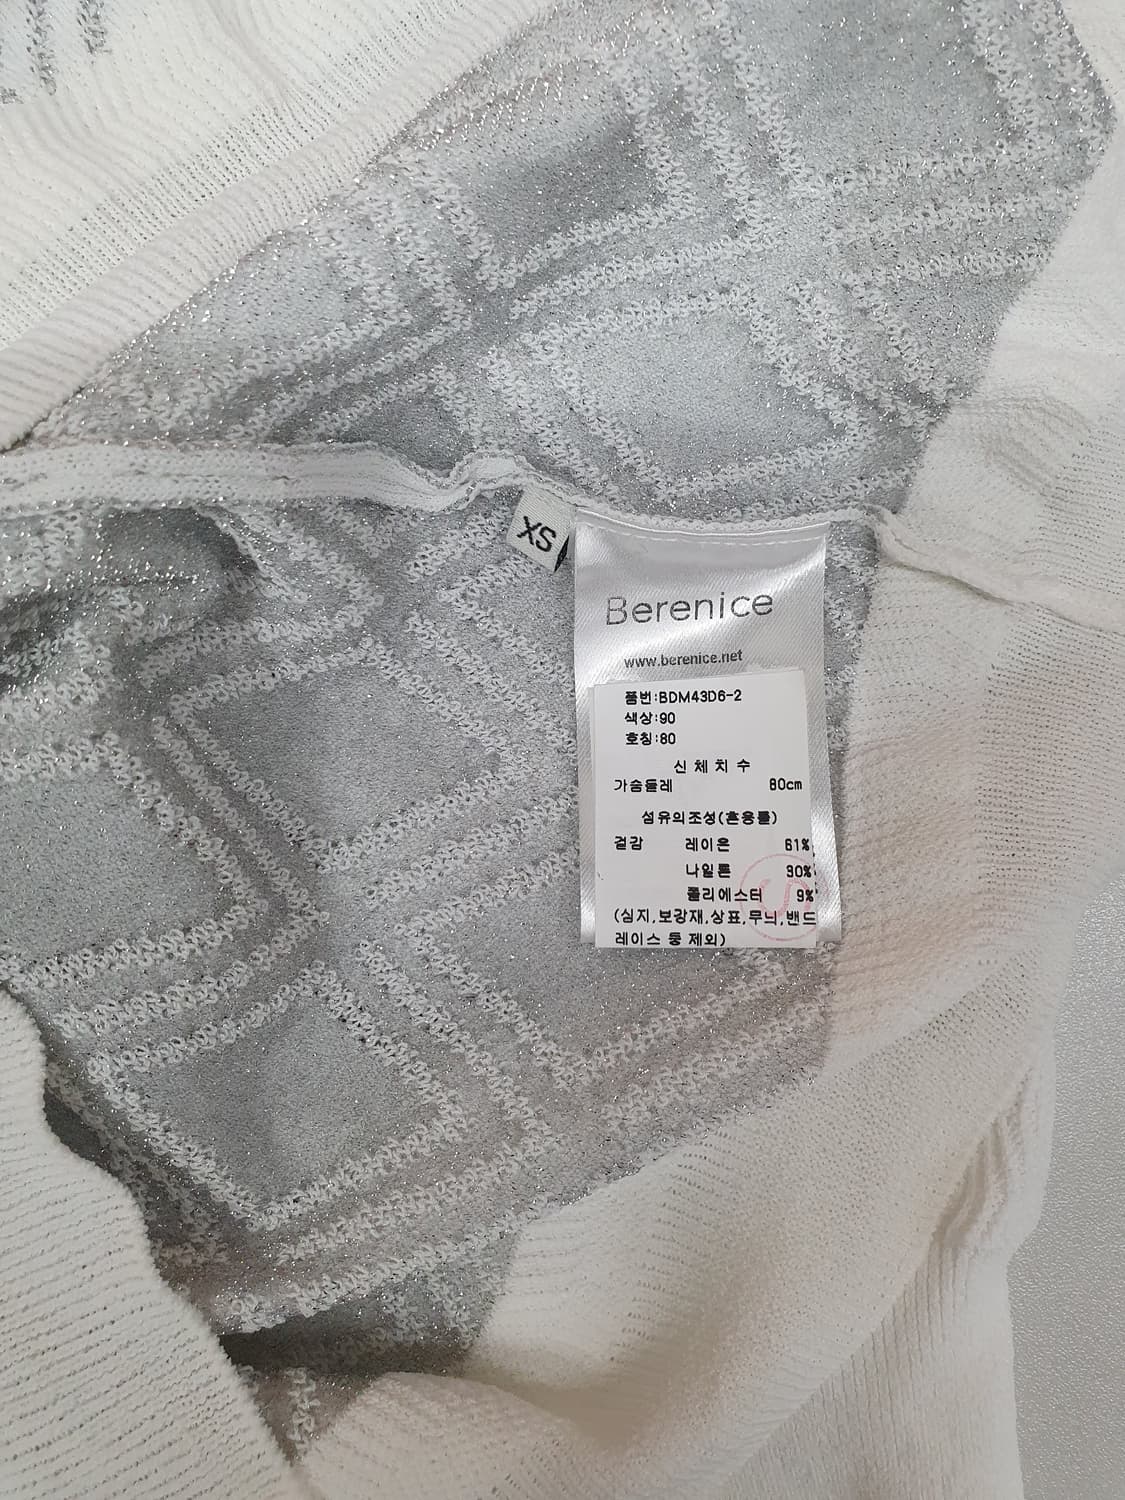 XS
Berenice
www.berenice.net
품번:BDM43D6-2
색상:90
호칭:80
신 체 치 수
가슴둘레 80cm
섬유의조성(혼용률)
겉감 레이온 61%
나일론 30%
폴리에스터 9%
(심지,보강재,상표,무늬,밴드
레이스 등 제외)